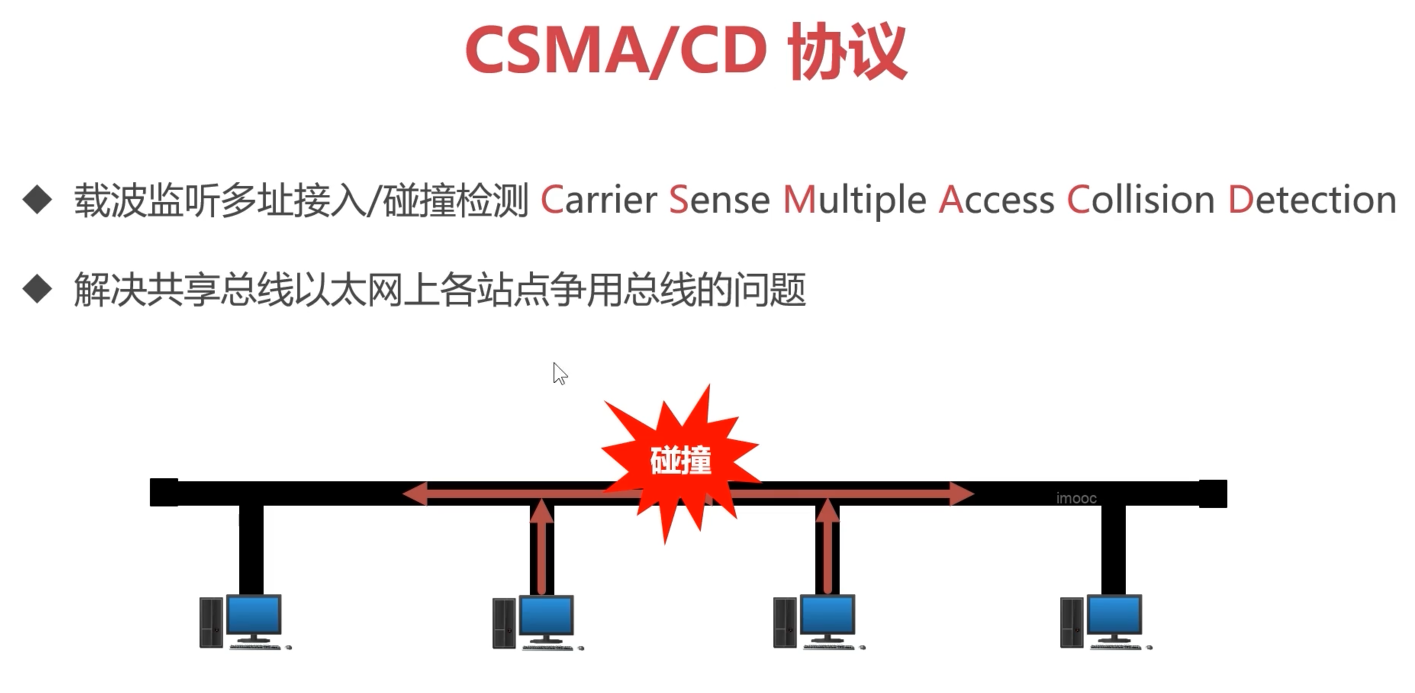 CSMA/CD 协议
◆ 载波监听多址接入/碰撞检测 Carrier Sense Multiple Access Collision Detection
◆ 解决共享总线以太网上各站点争用总线的问题
碰撞
imooc